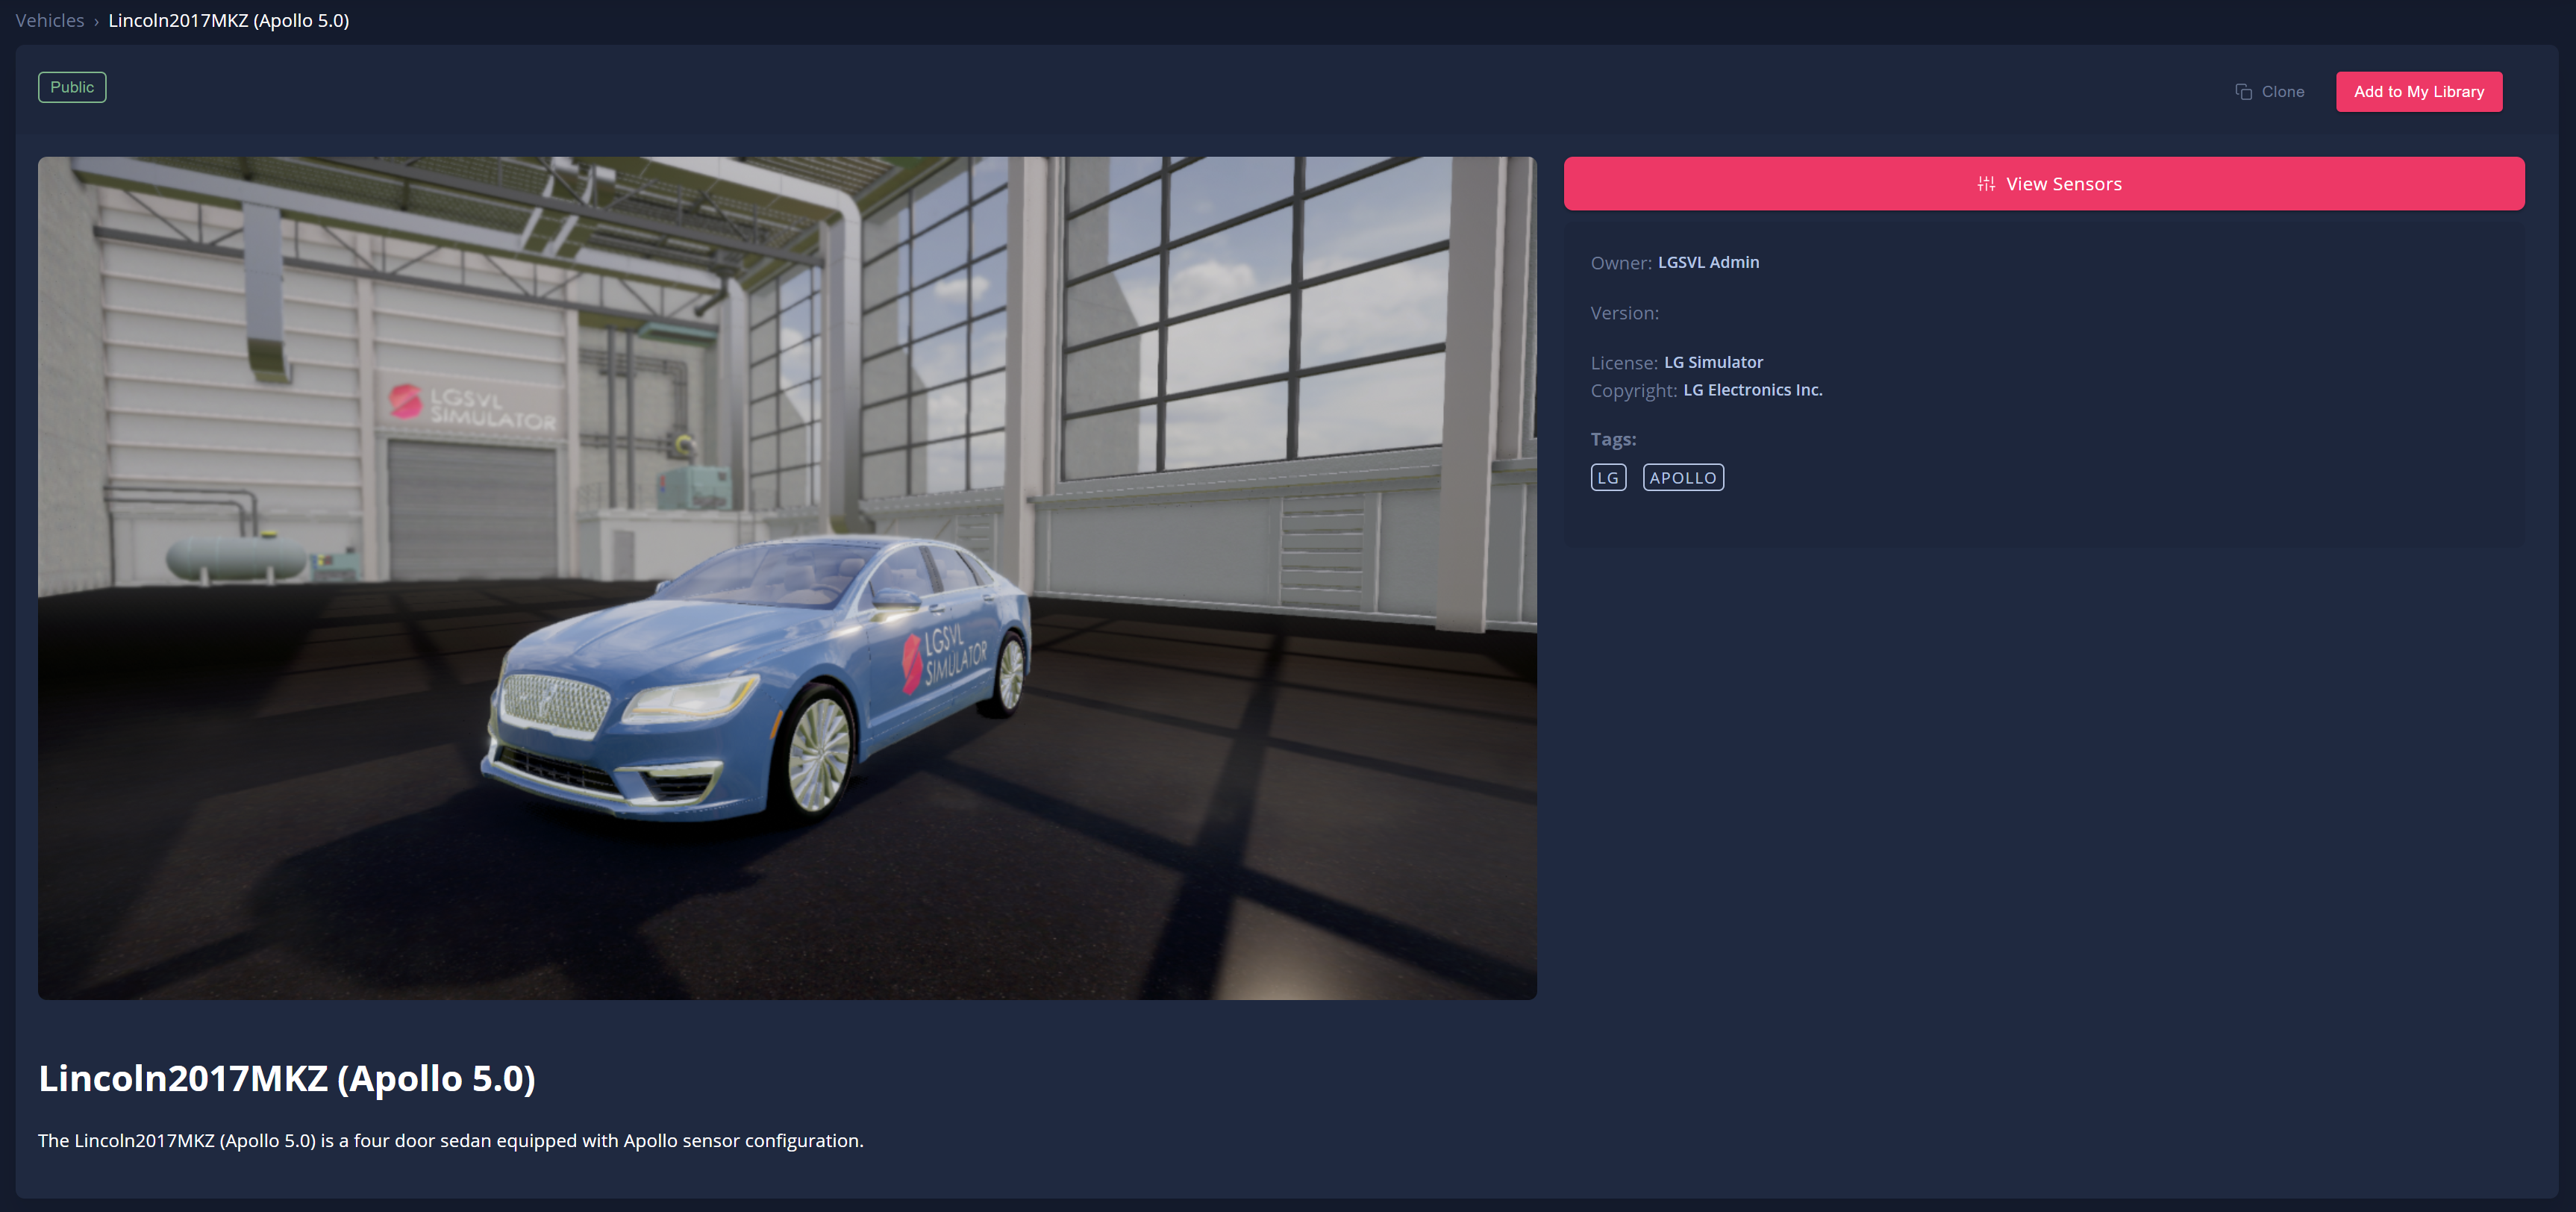 Vehicles › Lincoln2017MKZ (Apollo 5.0)
Public
Clone
Add to My Library
LGSVL
SIMULATOR
LGSVL
SIMULATOR
View Sensors
Owner: LGSVL Admin
Version:
License: LG Simulator
Copyright: LG Electronics Inc.
Tags:
LG APOLLO
Lincoln2017MKZ (Apollo 5.0)
The Lincoln2017MKZ (Apollo 5.0) is a four door sedan equipped with Apollo sensor configuration.